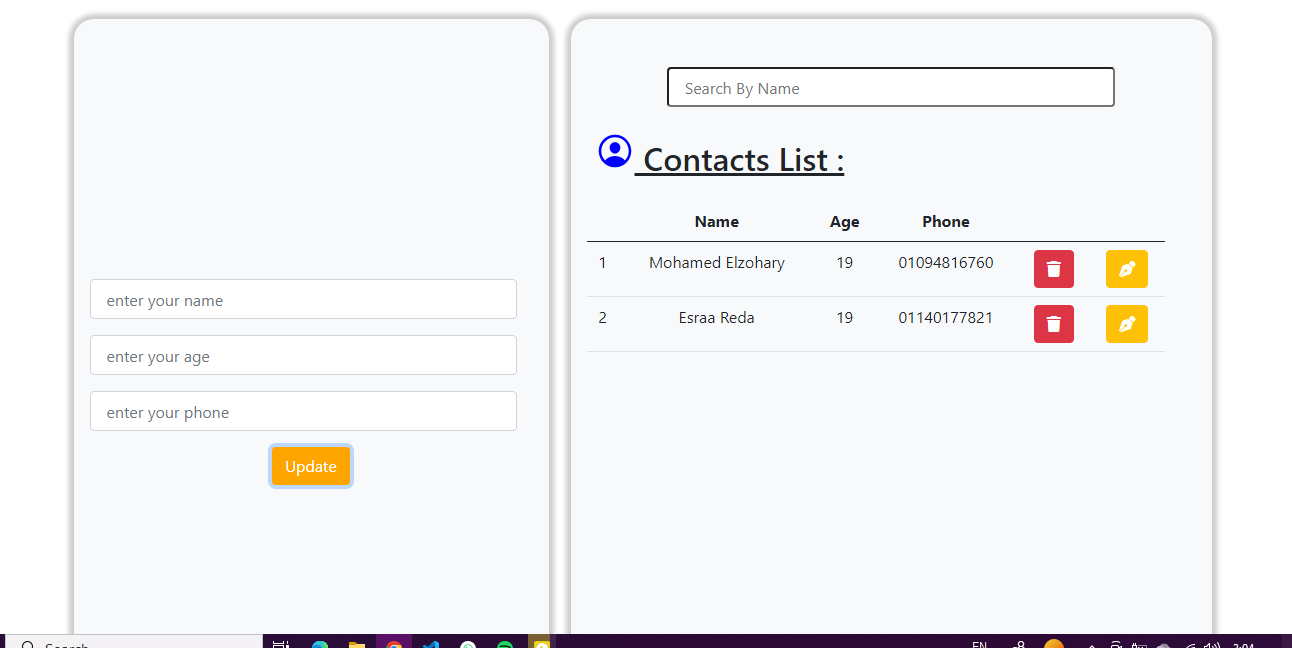 enter your name
enter your age
enter your phone
Update
Search By Name
Contacts List :
Name Age Phone
1 Mohamed Elzohary 19 01094816760
2 Esraa Reda 19 01140177821
Search
EN